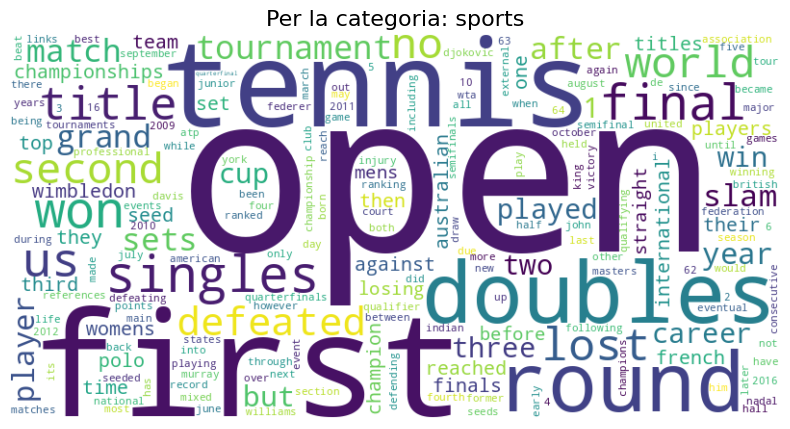 Per la categoria: sports
links best team tournament no djokovic 63 after titles association
beat match september external one five tour
there championships title set federer march 5 out including wta 10 all when august again de since became
years 3 16 2009 tennis may 2011 game final major
being tournaments grand atp while junior reach 64 october semifinal united until games
top professional open 1 players winning
second wimbledon cup york club injury semifinals play held j win british
won davis been four mens ranking king victory slam
events seed ranked born then court australian played straight federation
they 2010 sets championship both draw half john qualifying international their 6
during july day only due last other season year
us made american singles against did more two masters 62 would
third references defeating quarterfinals losing new doubles 2 consecutive
life points however qualifier up eventual
player 2012 womens main defeated between indian before following career not
its back states event champion defending three lost french have
polo into through reached champions
time seeded playing murray over next finals first round later 2016
national has record but section fourth former early 4 him nadal
matches most mixed june williams seeds hall
quarterfinal began